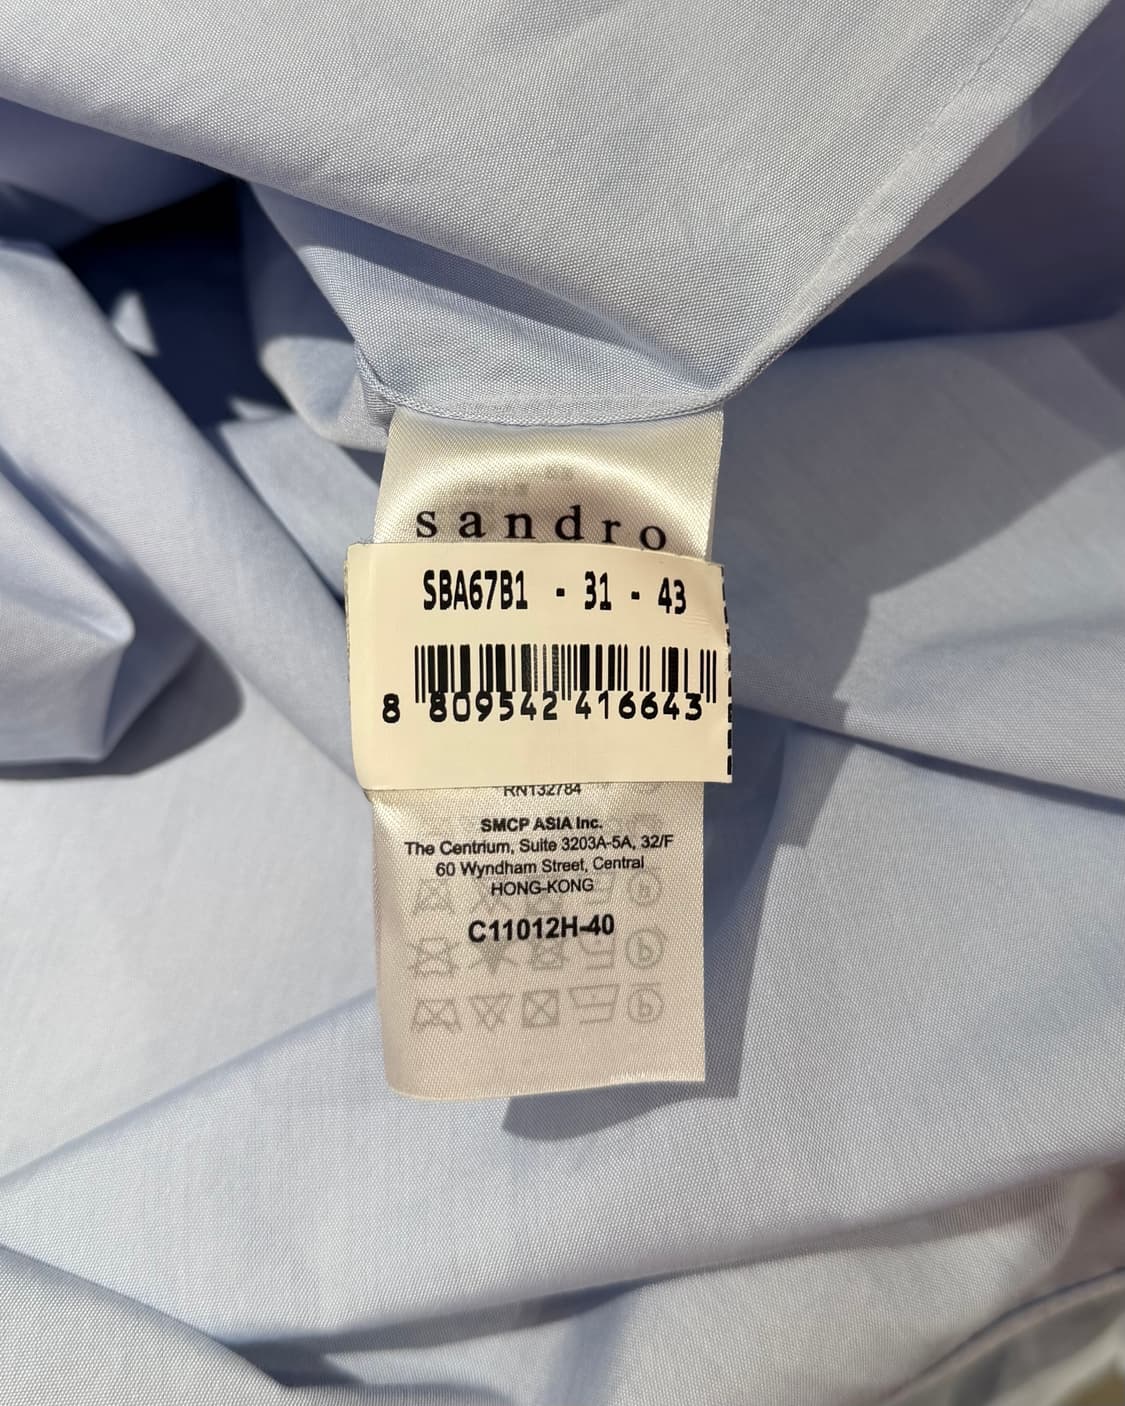 sandro
SBA67B1 - 31 - 43
8 809542 416643
RN132784
SMCP ASIA Inc.
The Centrium, Suite 3203A-5A, 32/F
60 Wyndham Street, Central
HONG-KONG
C11012H-40